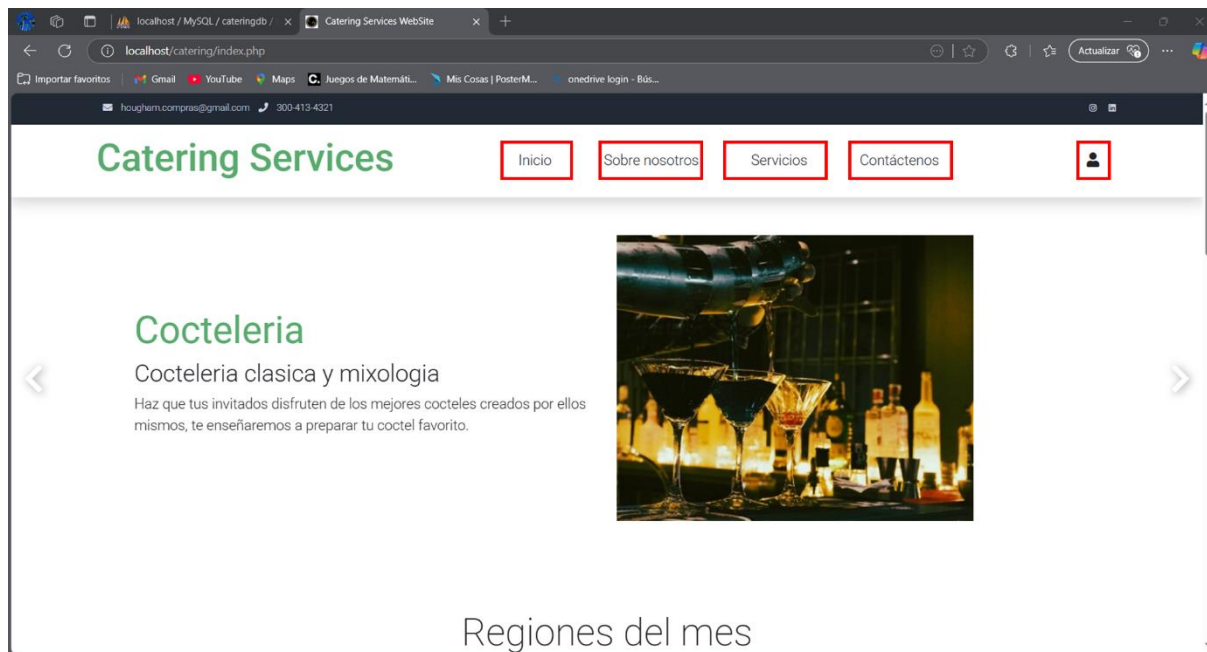 localhost / MySQL / cateringdb /
Catering Services WebSite
localhost/catering/index.php
Actualizar
Importar favoritos
Gmail
YouTube
Maps
Juegos de Matemáti...
Mis Cosas | PosterM...
onedrive login - Bús...
houghem.compras@gmail.com 300-413-4321
Catering Services
Inicio
Sobre nosotros
Servicios
Contáctenos
Cocteleria
Cocteleria clasica y mixologia
Haz que tus invitados disfruten de los mejores cocteles creados por ellos
mismos, te enseñaremos a preparar tu coctel favorito.
Regiones del mes